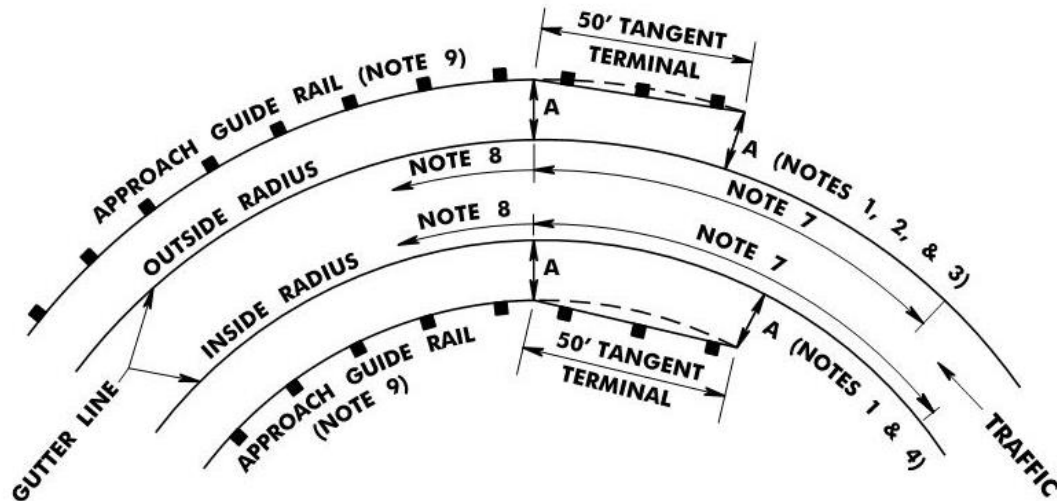 50' TANGENT
TERMINAL
APPROACH GUIDE RAIL (NOTE 9)
A
A (NOTES 1, 2, & 3)
OUTSIDE RADIUS
NOTE 8
NOTE 7
INSIDE RADIUS
NOTE 8
NOTE 7
A
A (NOTES 1 & 4)
APPROACH GUIDE RAIL
(NOTE 9)
50' TANGENT
TERMINAL
GUTTER LINE
TRAFFIC